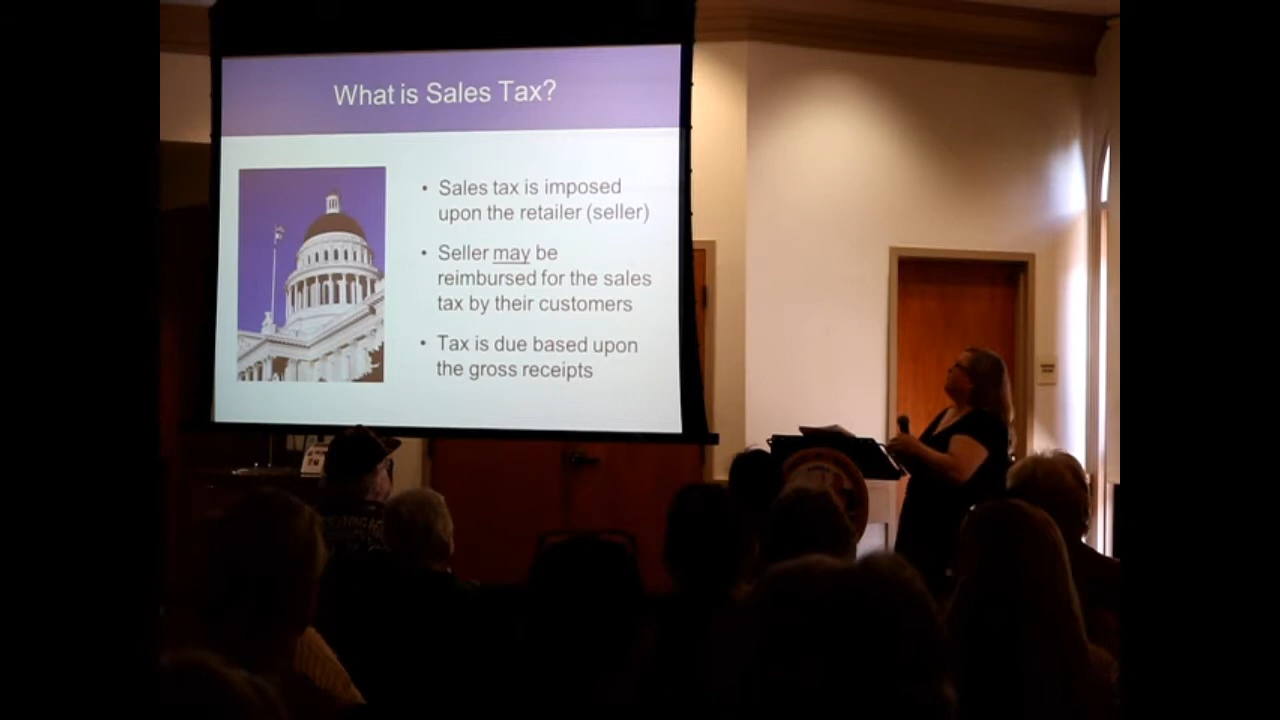 What is Sales Tax?
• Sales tax is imposed
upon the retailer (seller)
• Seller may be
reimbursed for the sales
tax by their customers
• Tax is due based upon
the gross receipts